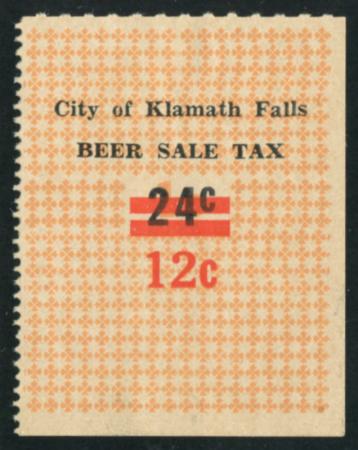 City of Klamath Falls
BEER SALE TAX
24c
12c